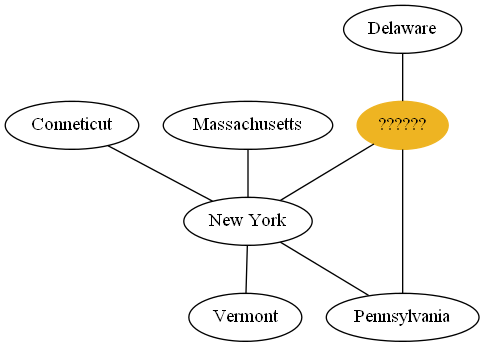 Delaware
Conneticut
Massachusetts
??????
New York
Vermont
Pennsylvania